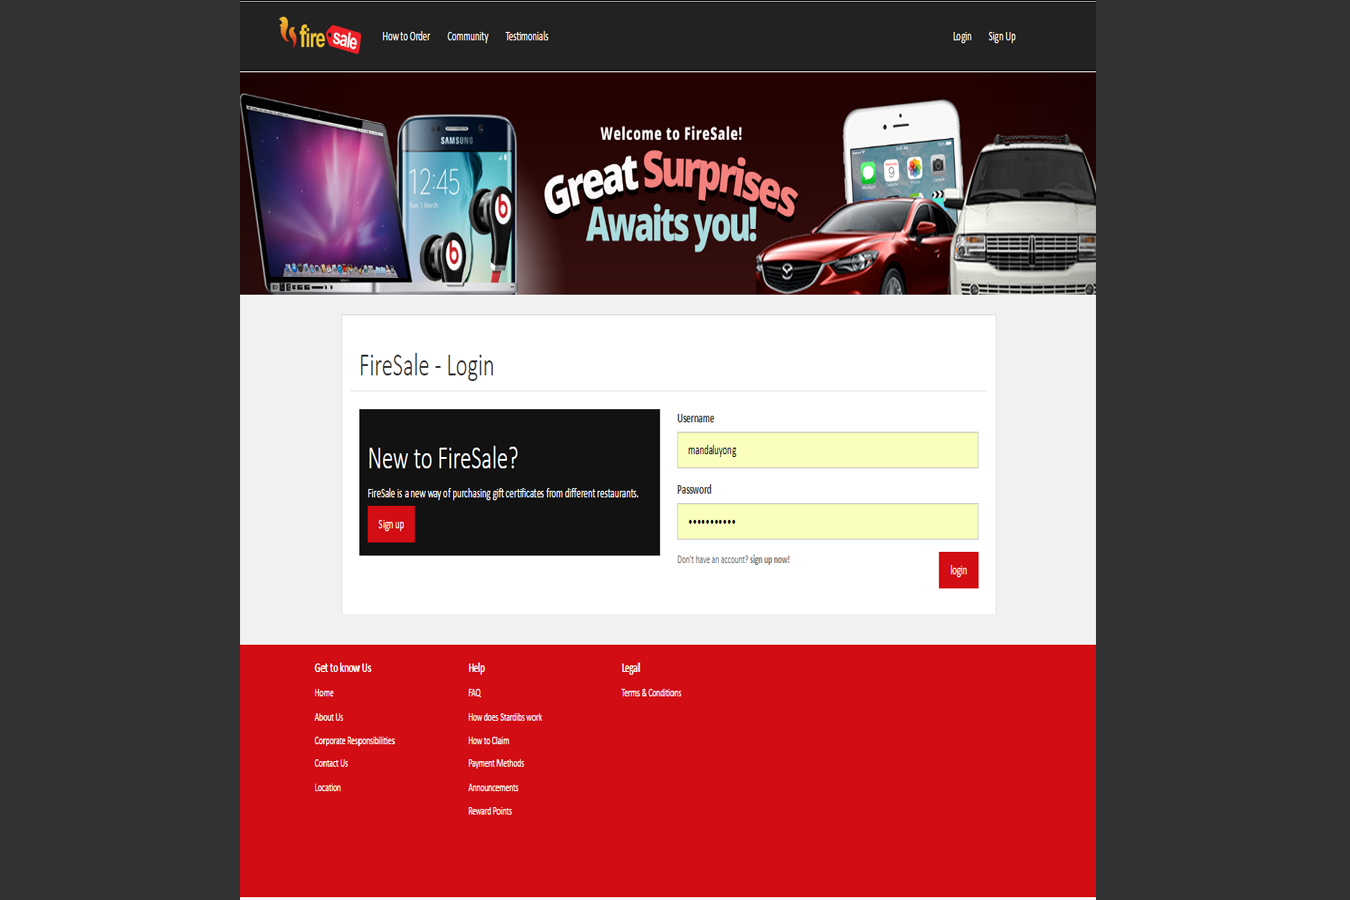 fire sale How to Order Community Testimonials Login Sign Up
Welcome to FireSale!
Great Surprises
Awaits you!
SAMSUNG
12:45
Sun, 1 March
FireSale - Login
New to FireSale?
FireSale is a new way of purchasing gift certificates from different restaurants.
Sign up
Username
mandaluyong
Password
•••••••••••
Don't have an account? sign up now!
login
Get to know Us
Home
About Us
Corporate Responsibilities
Contact Us
Location
Help
FAQ
How does Stardibs work
How to Claim
Payment Methods
Announcements
Reward Points
Legal
Terms & Conditions